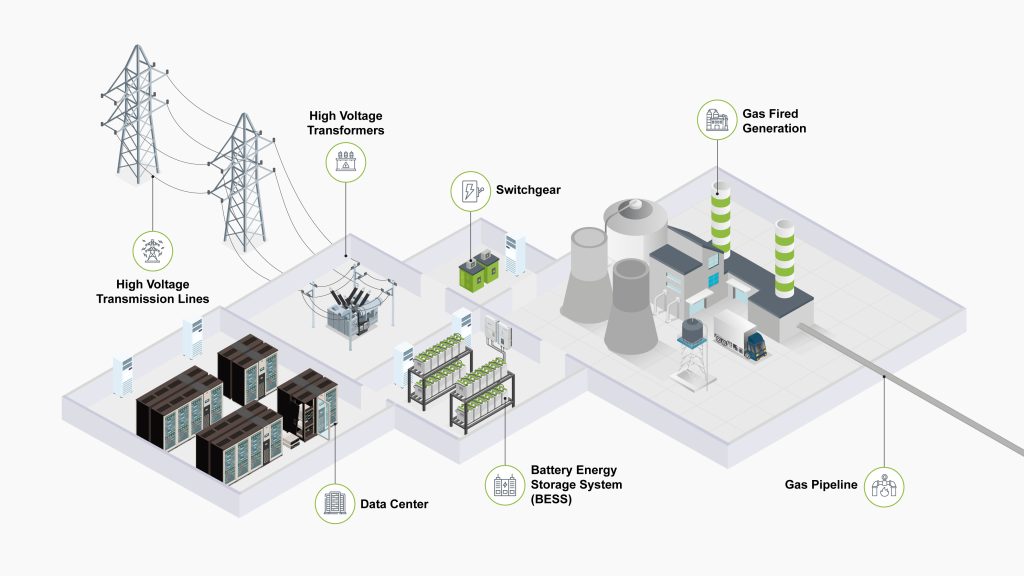 High Voltage
Transformers
Gas Fired
Generation
Switchgear
High Voltage
Transmission Lines
Battery Energy
Storage System
(BESS)
Data Center
Gas Pipeline